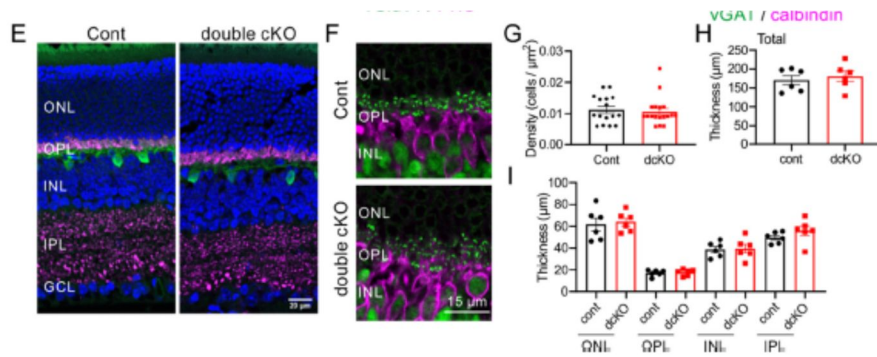 VGAT / calbindin
E
Cont
double cKO
ONL
OPL
INL
IPL
GCL
20 μm
F
Cont
ONL
OPL
INL
double cKO
ONL
OPL
INL
15 μm
G
Density (cells / μm²)
0.03
0.02
0.01
0.00
Cont
dcKO
H
Total
Thickness (μm)
250
200
150
100
50
0
cont
dcKO
I
Thickness (μm)
100
80
60
40
20
0
cont
dcKO
cont
dcKO
cont
dcKO
cont
dcKO
ONL
OPL
INL
IPL